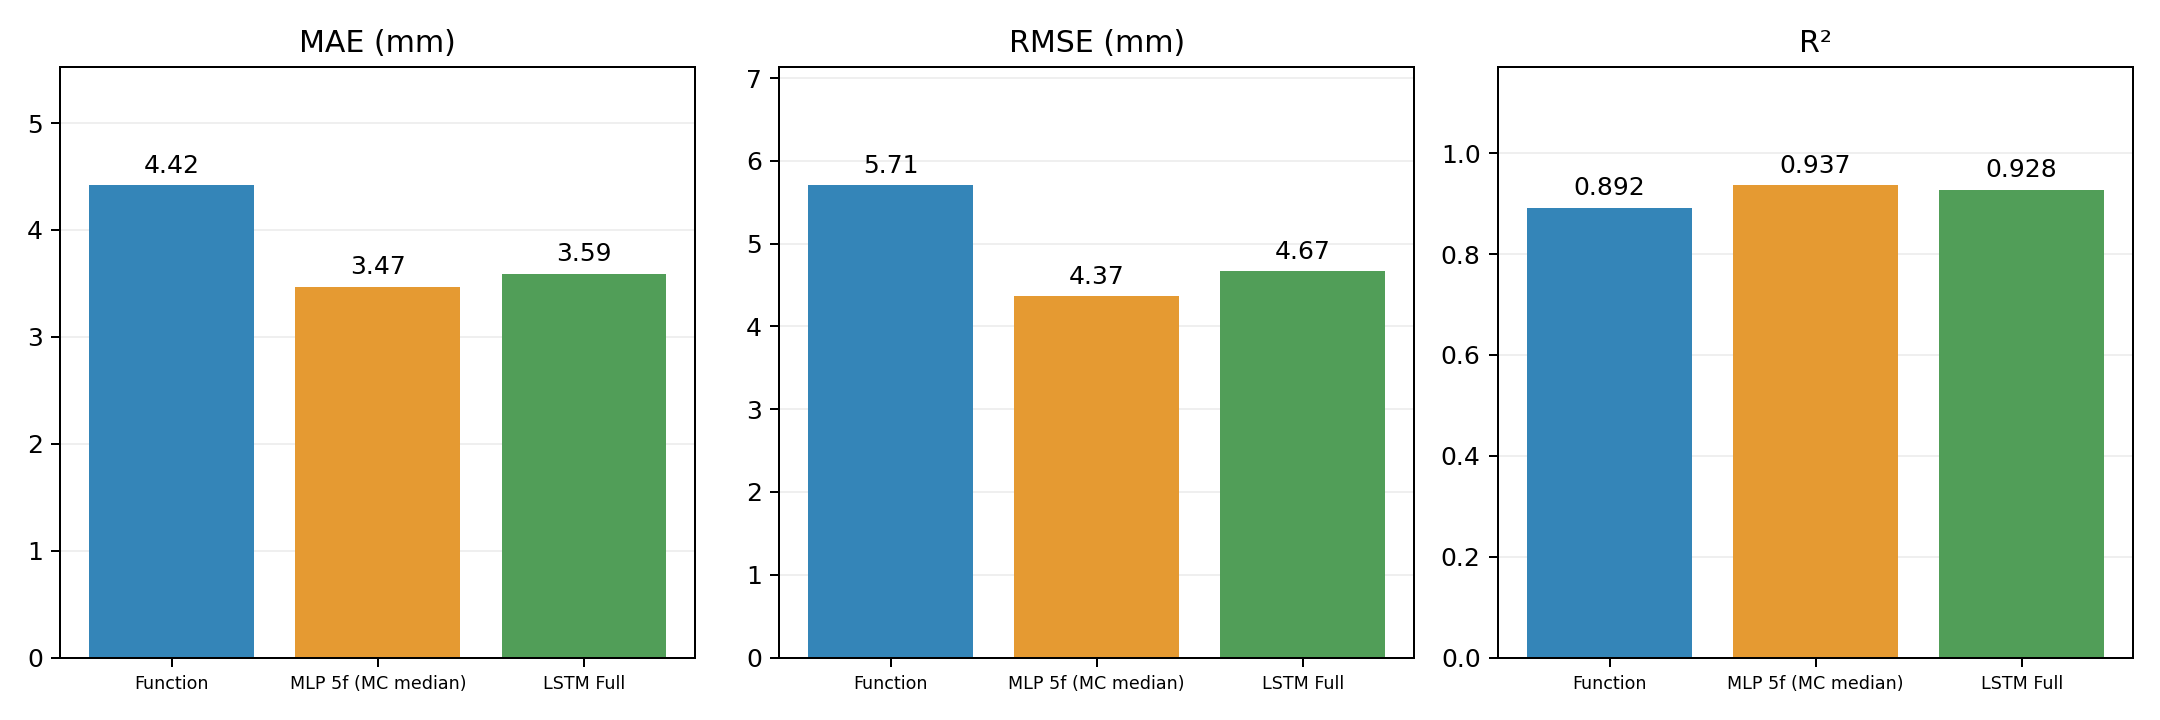 MAE (mm)
5
4
3
2
1
0
4.42
3.47
3.59
Function
MLP 5f (MC median)
LSTM Full
RMSE (mm)
7
6
5
4
3
2
1
0
5.71
4.37
4.67
Function
MLP 5f (MC median)
LSTM Full
R²
1.0
0.8
0.6
0.4
0.2
0.0
0.892
0.937
0.928
Function
MLP 5f (MC median)
LSTM Full